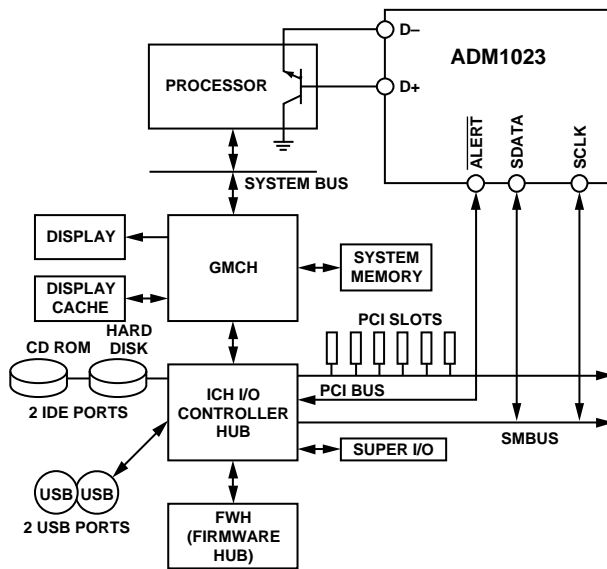 D–
ADM1023
PROCESSOR
D+
ALERT
SDATA
SCLK
SYSTEM BUS
DISPLAY
GMCH
SYSTEM
MEMORY
DISPLAY
CACHE
PCI SLOTS
HARD
DISK
CD ROM
ICH I/O
CONTROLLER
HUB
PCI BUS
2 IDE PORTS
SMBUS
SUPER I/O
USB
USB
2 USB PORTS
FWH
(FIRMWARE
HUB)